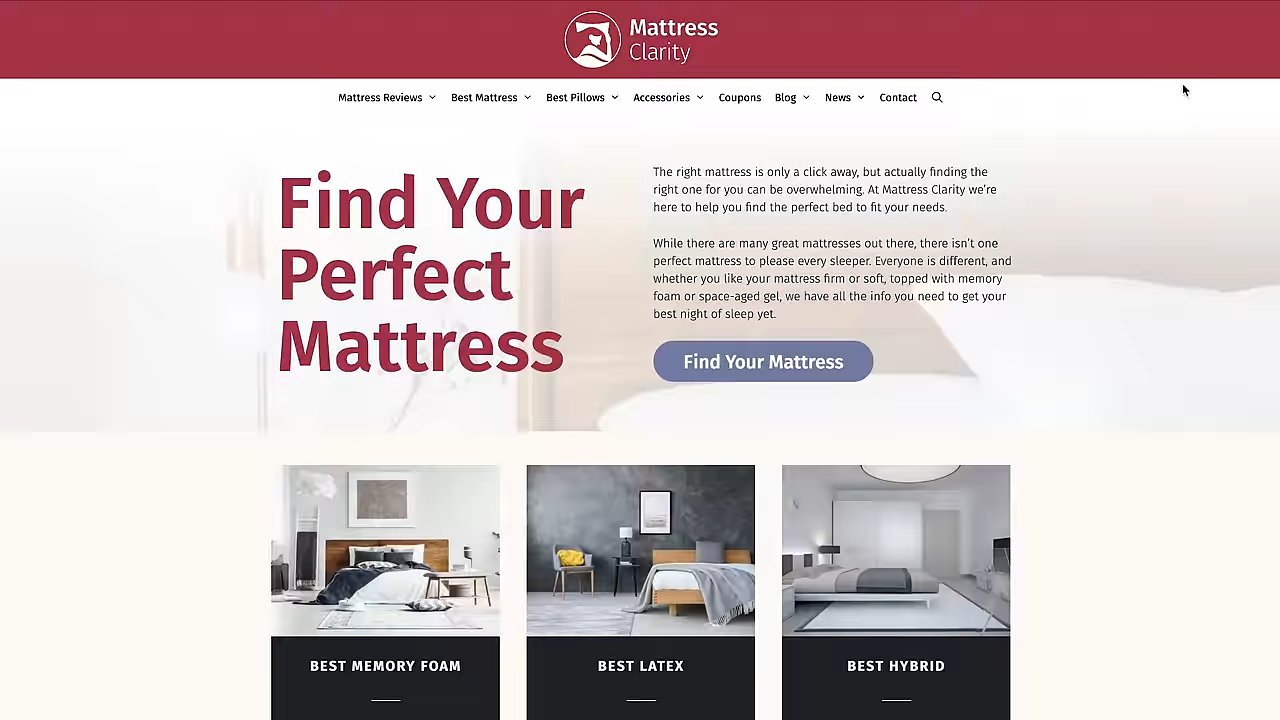 Mattress
Clarity
Mattress Reviews Best Mattress Best Pillows Accessories Coupons Blog News Contact
Find Your
Perfect
Mattress
The right mattress is only a click away, but actually finding the
right one for you can be overwhelming. At Mattress Clarity we're
here to help you find the perfect bed to fit your needs.
While there are many great mattresses out there, there isn't one
perfect mattress to please every sleeper. Everyone is different, and
whether you like your mattress firm or soft, topped with memory
foam or space-aged gel, we have all the info you need to get your
best night of sleep yet.
Find Your Mattress
BEST MEMORY FOAM
BEST LATEX
BEST HYBRID